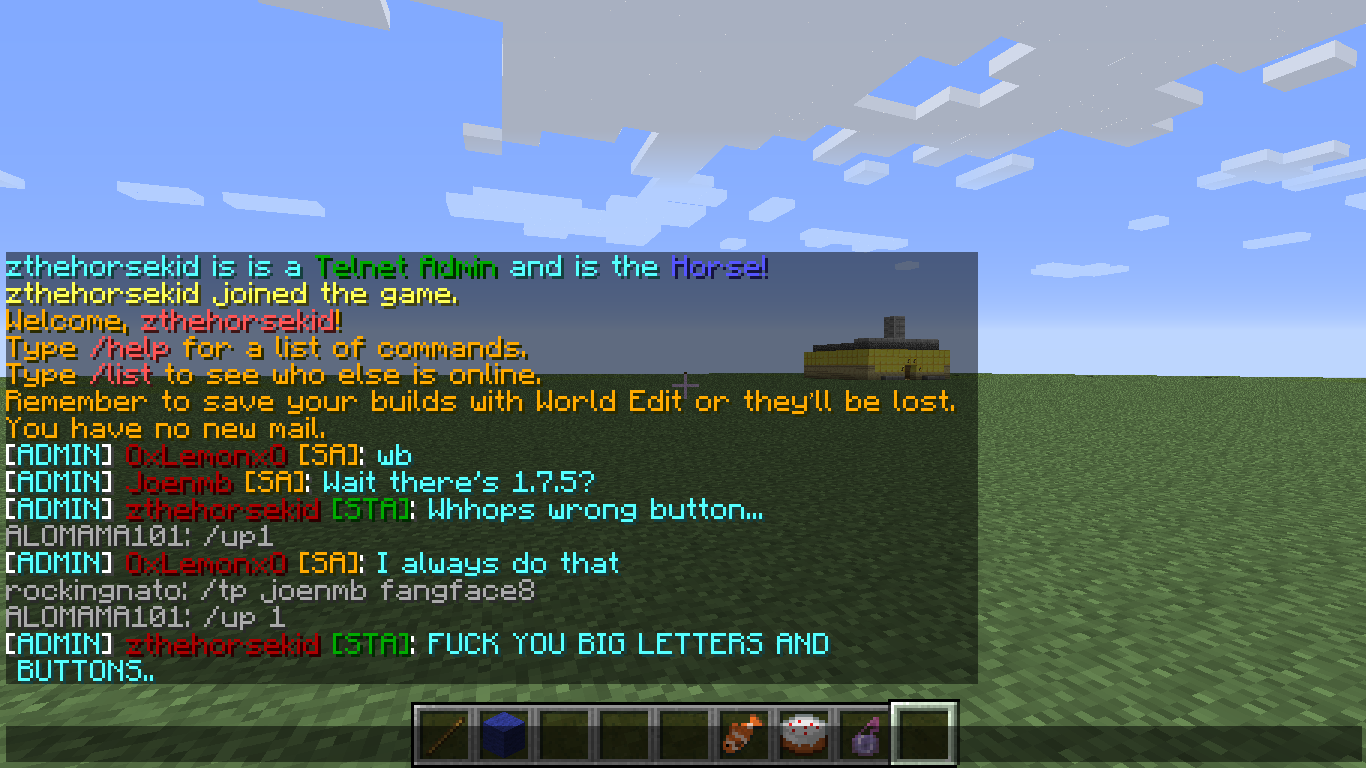 zthehorsekid is is a Telnet Admin and is the Horse!
zthehorsekid joined the game.
Welcome, zthehorsekid!
Type /help for a list of commands.
Type /list to see who else is online.
Remember to save your builds with World Edit or they'll be lost.
You have no new mail.
[ADMIN] 0xLemonx0 [SA]: wb
[ADMIN] Joenmb [SA]: Wait there's 1.7.5?
[ADMIN] zthehorsekid [STA]: Whhops wrong button...
ALOMAMA101: /up1
[ADMIN] 0xLemonx0 [SA]: I always do that
rockingnato: /tp joenmb fangface8
ALOMAMA101: /up 1
[ADMIN] zthehorsekid [STA]: FUCK YOU BIG LETTERS AND
BUTTONS..